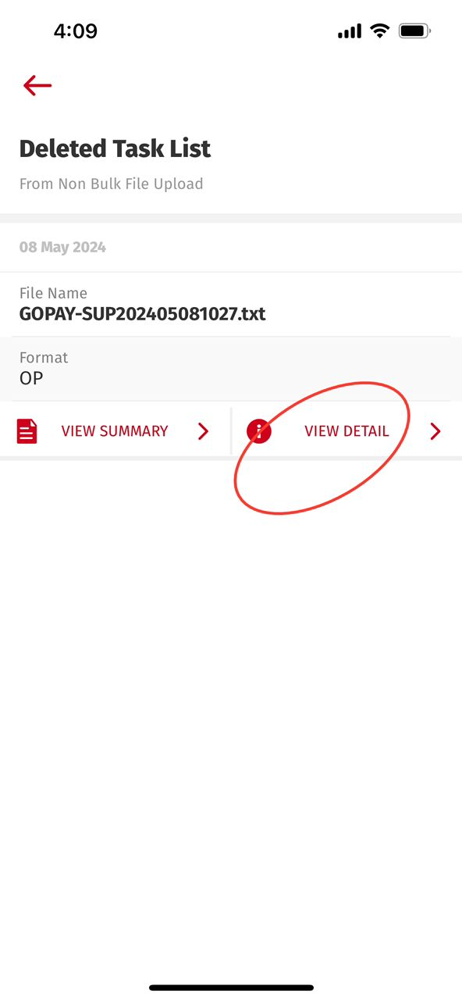 4:09
Deleted Task List
From Non Bulk File Upload
08 May 2024
File Name
GOPAY-SUP202405081027.txt
Format
OP
VIEW SUMMARY
VIEW DETAIL